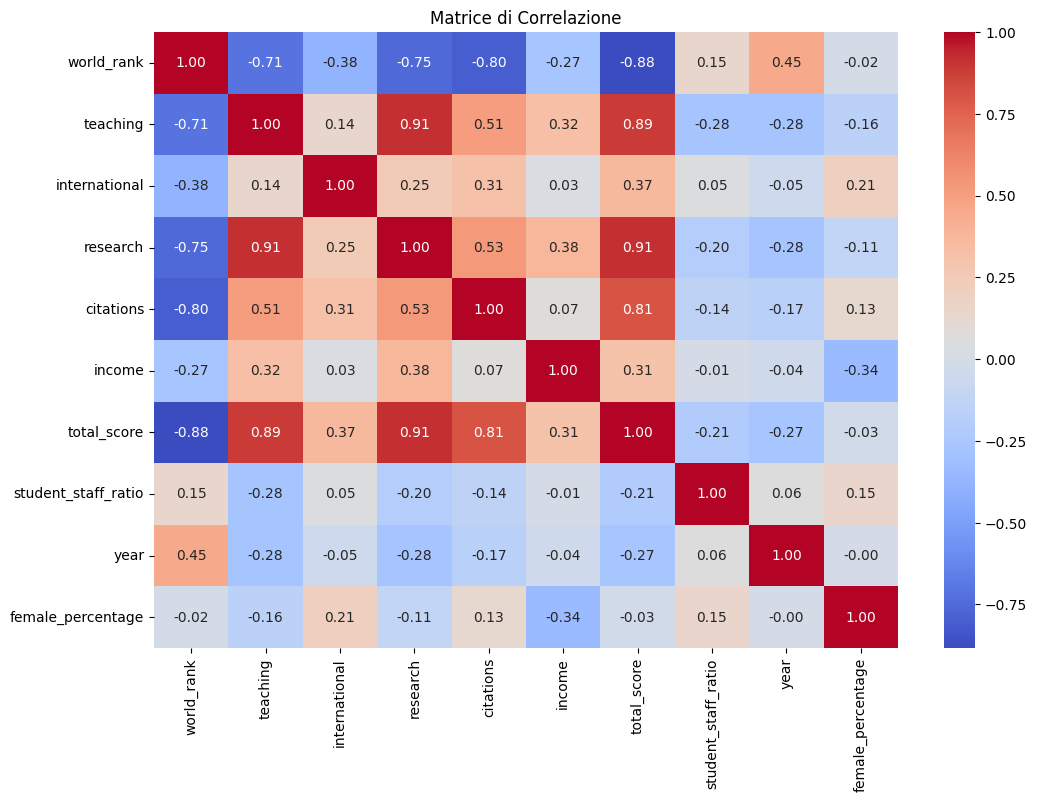 Matrice di Correlazione
world_rank 1.00 -0.71 -0.38 -0.75 -0.80 -0.27 -0.88 0.15 0.45 -0.02
teaching -0.71 1.00 0.14 0.91 0.51 0.32 0.89 -0.28 -0.28 -0.16
international -0.38 0.14 1.00 0.25 0.31 0.03 0.37 0.05 -0.05 0.21
research -0.75 0.91 0.25 1.00 0.53 0.38 0.91 -0.20 -0.28 -0.11
citations -0.80 0.51 0.31 0.53 1.00 0.07 0.81 -0.14 -0.17 0.13
income -0.27 0.32 0.03 0.38 0.07 1.00 0.31 -0.01 -0.04 -0.34
total_score -0.88 0.89 0.37 0.91 0.81 0.31 1.00 -0.21 -0.27 -0.03
student_staff_ratio 0.15 -0.28 0.05 -0.20 -0.14 -0.01 -0.21 1.00 0.06 0.15
year 0.45 -0.28 -0.05 -0.28 -0.17 -0.04 -0.27 0.06 1.00 -0.00
female_percentage -0.02 -0.16 0.21 -0.11 0.13 -0.34 -0.03 0.15 -0.00 1.00
world_rank
teaching
international
research
citations
income
total_score
student_staff_ratio
year
female_percentage
1.00
0.75
0.50
0.25
0.00
−0.25
−0.50
−0.75